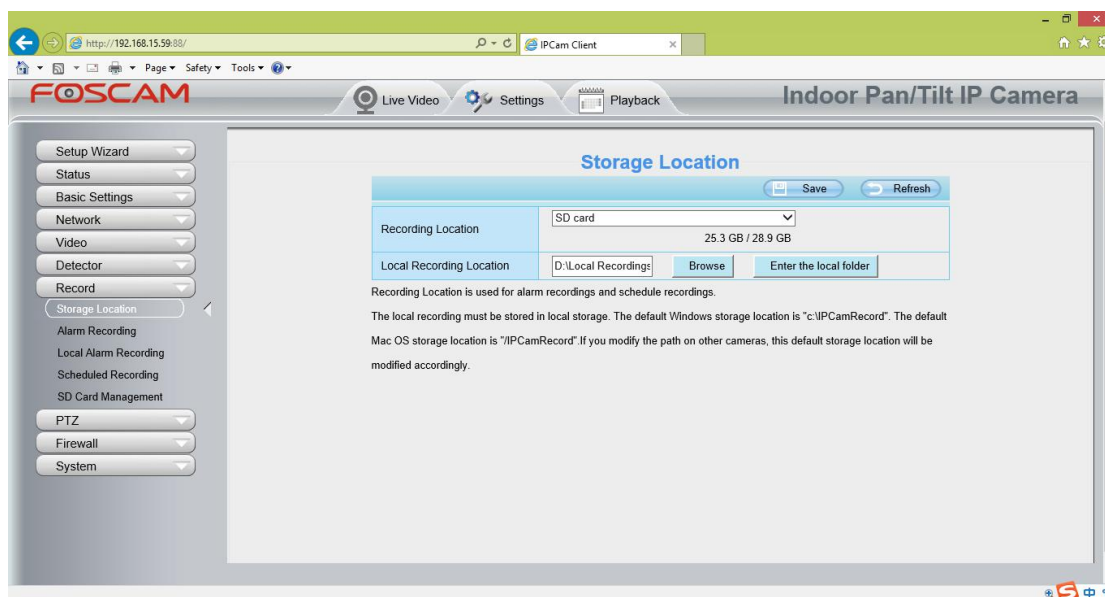 http://192.168.15.59:88/
IPCam Client
Page Safety Tools
FOSCAM
Live Video
Settings
Playback
Indoor Pan/Tilt IP Camera
Setup Wizard
Status
Basic Settings
Network
Video
Detector
Record
Storage Location
Alarm Recording
Local Alarm Recording
Scheduled Recording
SD Card Management
PTZ
Firewall
System
Storage Location
Save Refresh
Recording Location
SD card
25.3 GB / 28.9 GB
Local Recording Location
D:\Local Recordings
Browse
Enter the local folder
Recording Location is used for alarm recordings and schedule recordings.
The local recording must be stored in local storage. The default Windows storage location is "c:\IPCamRecord". The default
Mac OS storage location is "/IPCamRecord".If you modify the path on other cameras, this default storage location will be
modified accordingly.
中